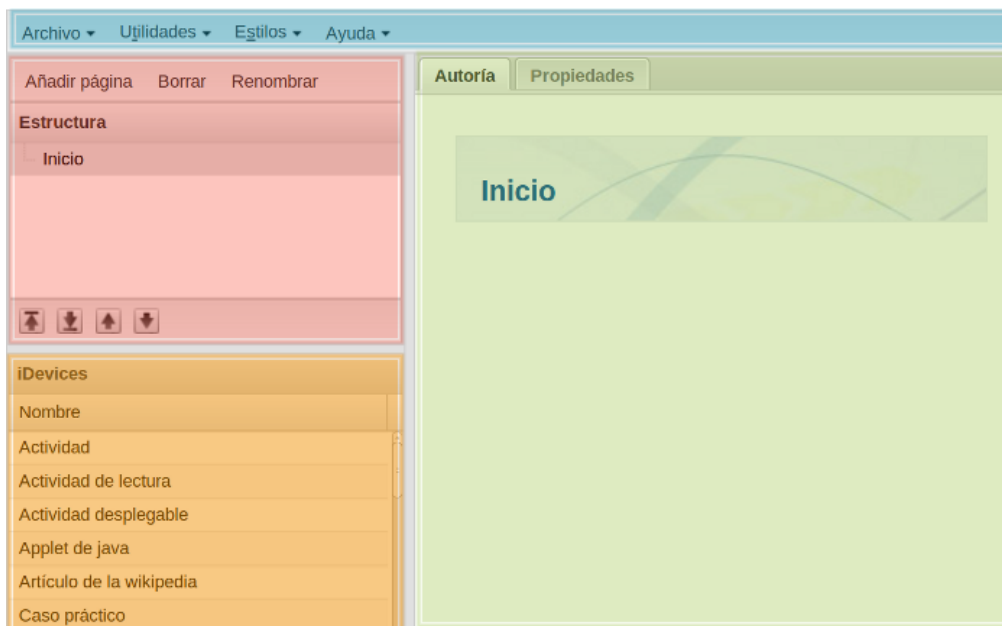 Archivo Utilidades Estilos Ayuda
Añadir página Borrar Renombrar
Estructura
Inicio
iDevices
Nombre
Actividad
Actividad de lectura
Actividad desplegable
Applet de java
Artículo de la wikipedia
Caso práctico
Autoría Propiedades
Inicio